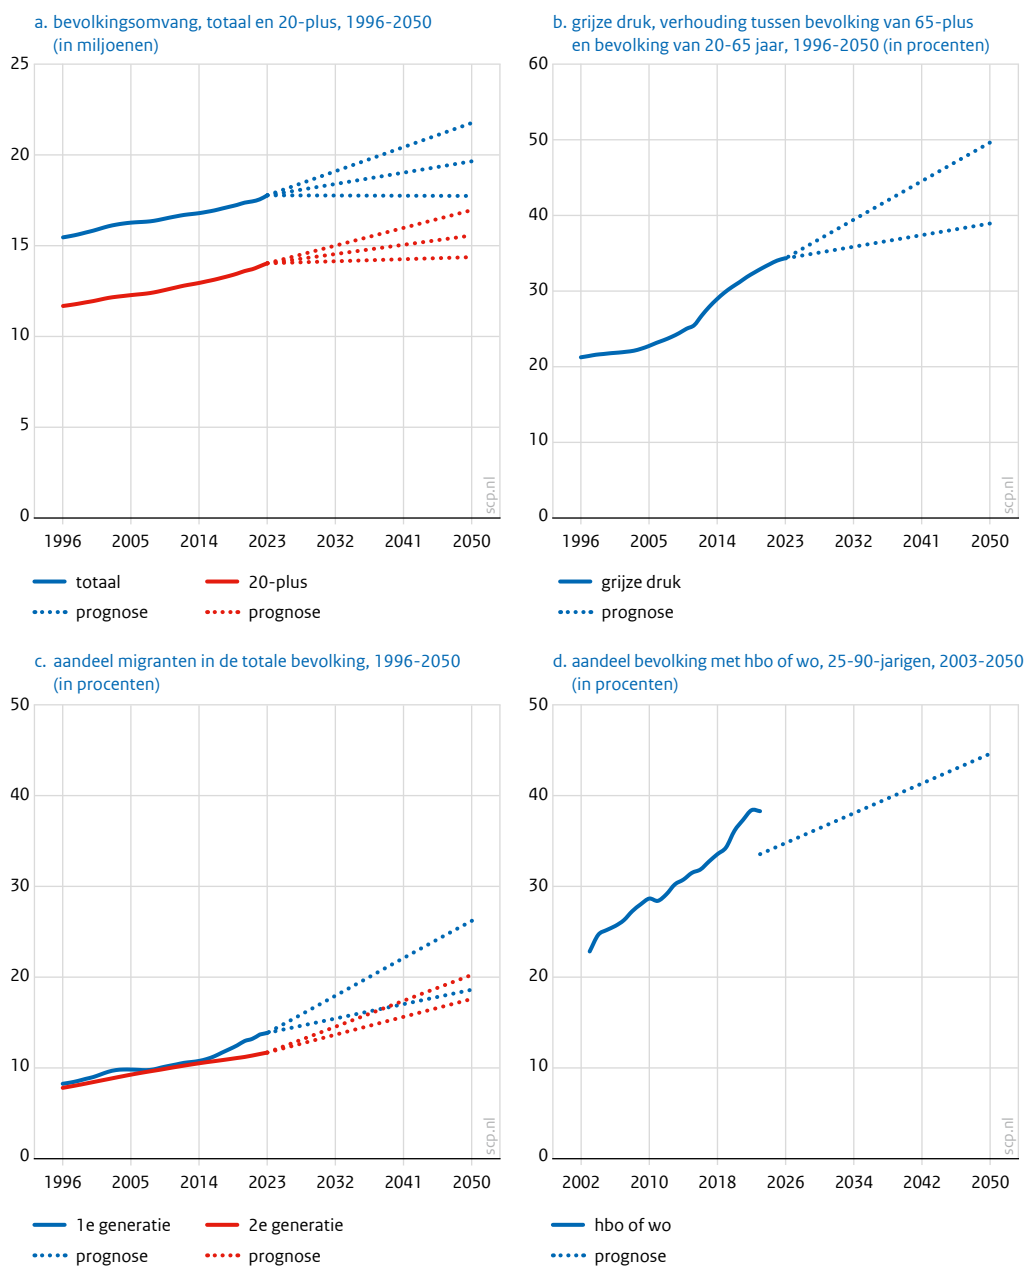 a. bevolkingsomvang, totaal en 20-plus, 1996-2050
(in miljoenen)
25
20
15
10
5
0
1996 2005 2014 2023 2032 2041 2050
scp.nl
totaal 20-plus
prognose prognose
b. grijze druk, verhouding tussen bevolking van 65-plus
en bevolking van 20-65 jaar, 1996-2050 (in procenten)
60
50
40
30
20
10
0
1996 2005 2014 2023 2032 2041 2050
scp.nl
grijze druk
prognose
c. aandeel migranten in de totale bevolking, 1996-2050
(in procenten)
50
40
30
20
10
0
1996 2005 2014 2023 2032 2041 2050
scp.nl
1e generatie 2e generatie
prognose prognose
d. aandeel bevolking met hbo of wo, 25-90-jarigen, 2003-2050
(in procenten)
50
40
30
20
10
0
2002 2010 2018 2026 2034 2042 2050
scp.nl
hbo of wo
prognose